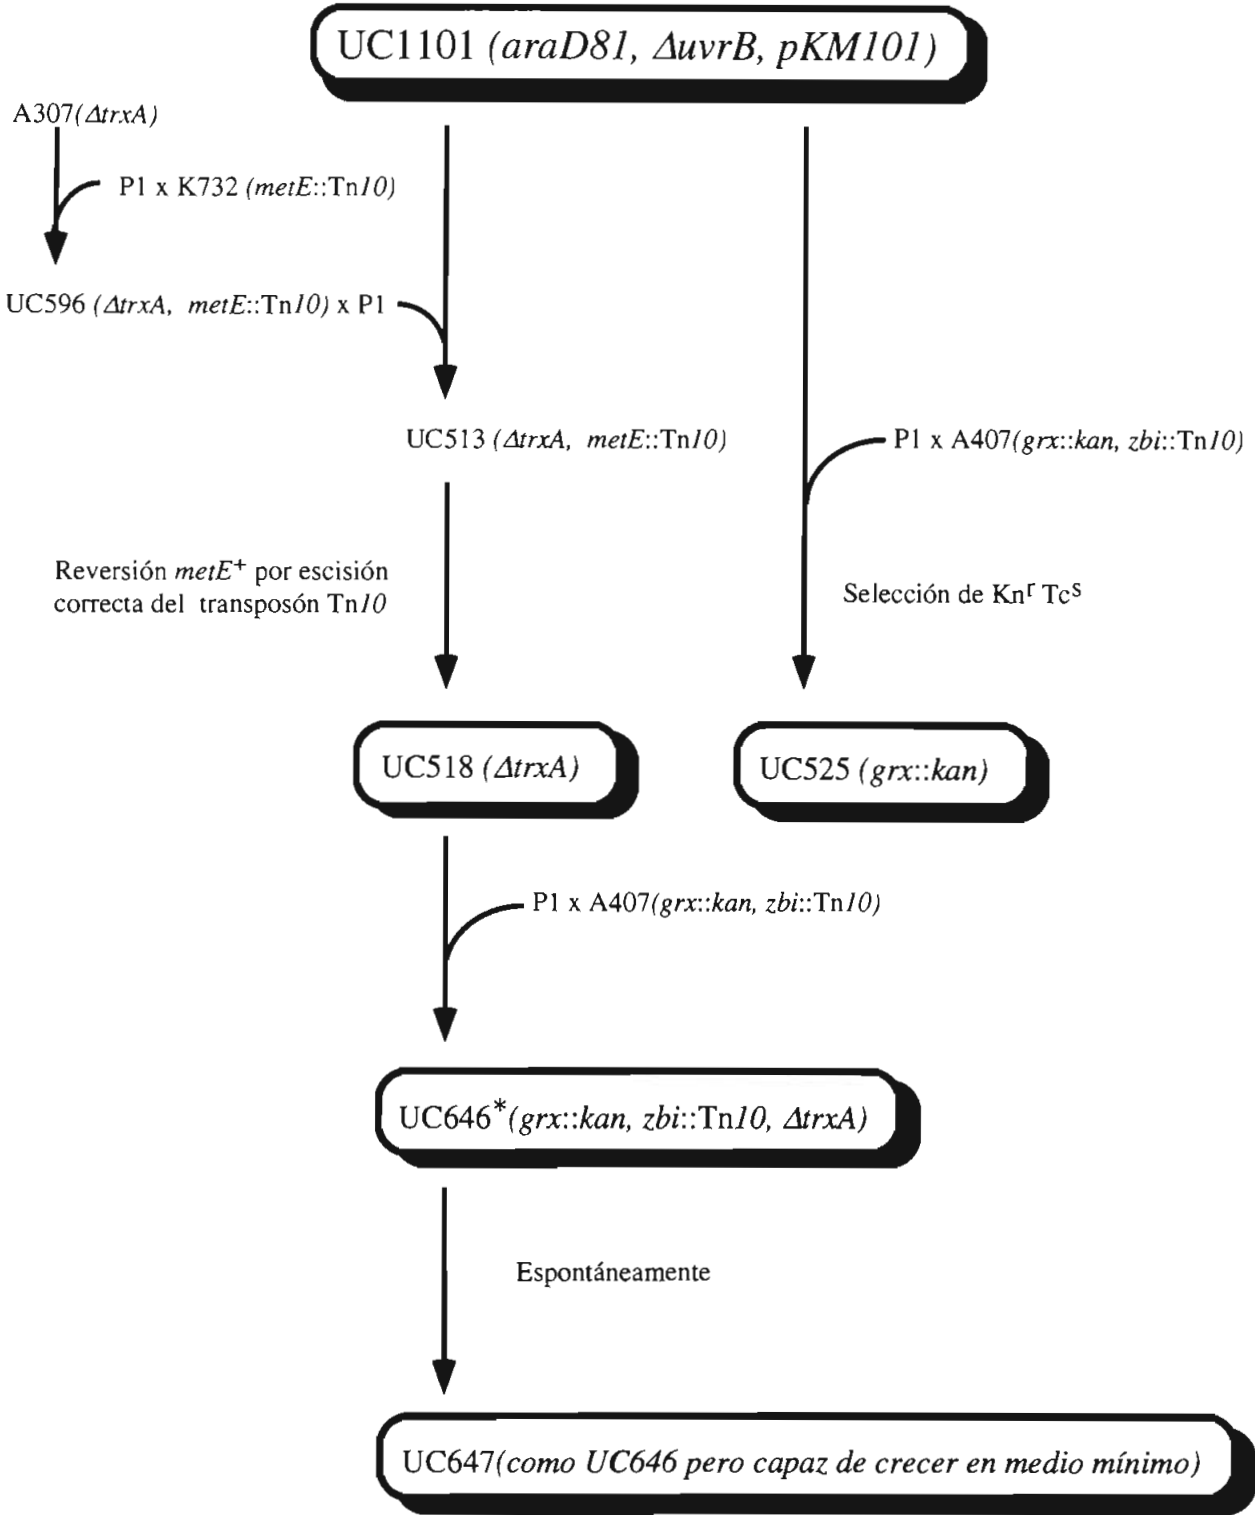 UC1101 (araD81, ΔuvrB, pKM101)
A307(ΔtrxA)
P1 x K732 (metE::Tn10)
UC596 (ΔtrxA, metE::Tn10) x P1
UC513 (ΔtrxA, metE::Tn10)
P1 x A407(grx::kan, zbi::Tn10)
Reversión metE⁺ por escisión
correcta del transposón Tn10
Selección de Knʳ Tcˢ
UC518 (ΔtrxA)
UC525 (grx::kan)
P1 x A407(grx::kan, zbi::Tn10)
UC646*(grx::kan, zbi::Tn10, ΔtrxA)
Espontáneamente
UC647(como UC646 pero capaz de crecer en medio mínimo)